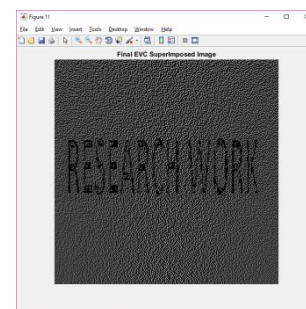 Figure 11
File Edit View Insert Tools Desktop Window Help
Final EVC Superimposed Image
RESEARCH WORK